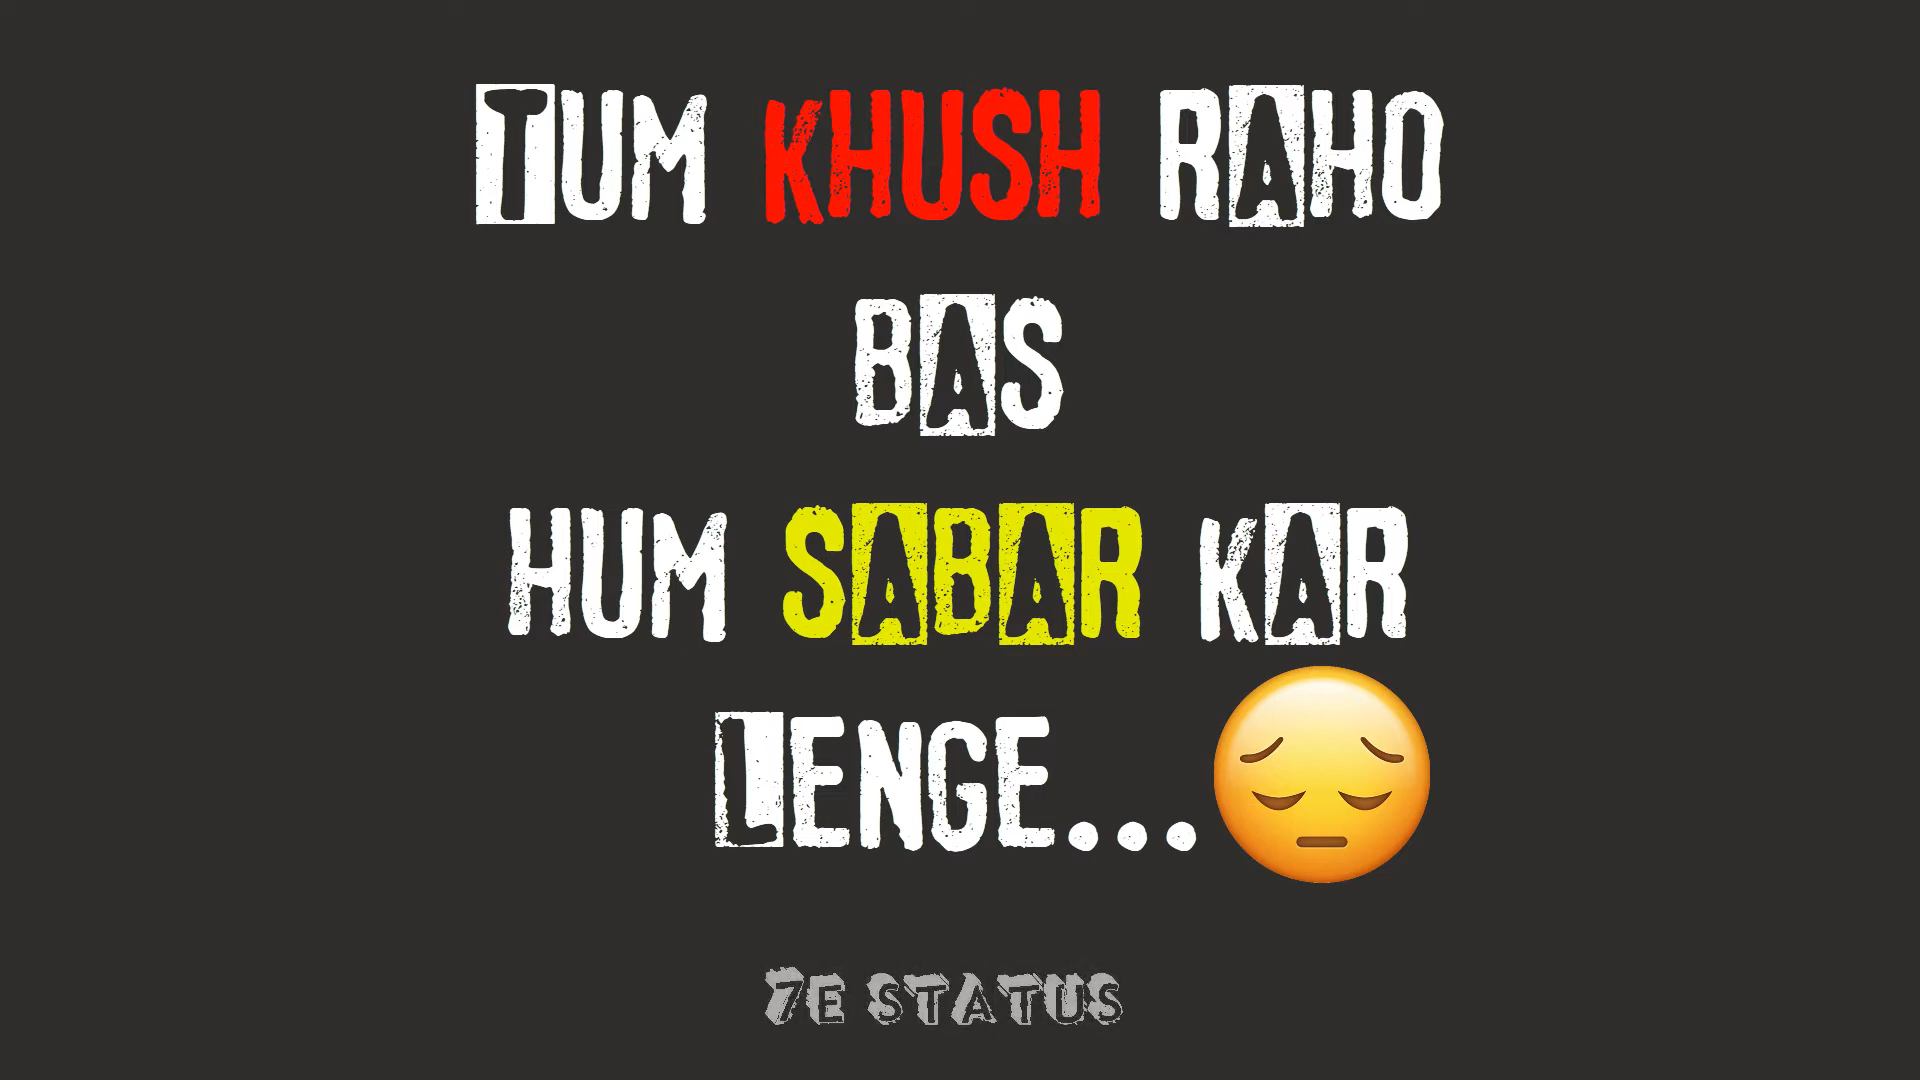 TUM KHUSH RAHO
BAS
HUM SABAR KAR
LENGE...😔
7E STATUS